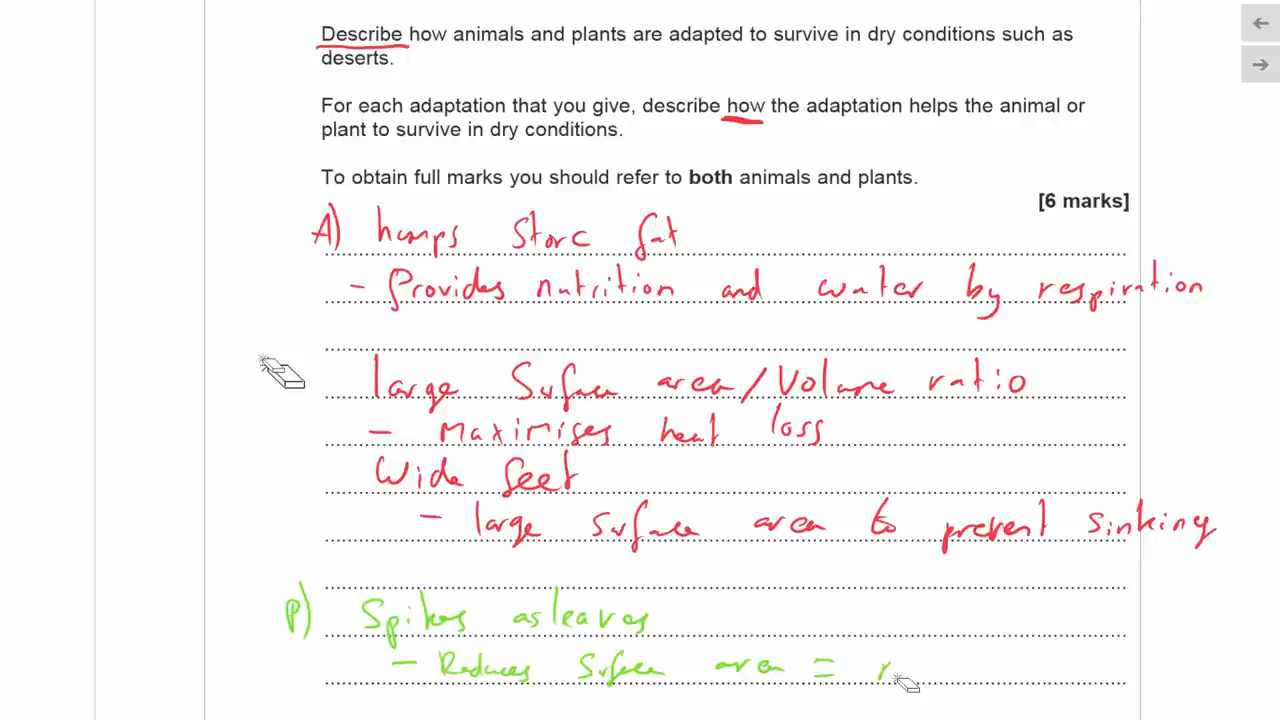 Describe how animals and plants are adapted to survive in dry conditions such as
deserts.
For each adaptation that you give, describe how the adaptation helps the animal or
plant to survive in dry conditions.
To obtain full marks you should refer to both animals and plants.
[6 marks]
A) humps store fat
- Provides nutrition and water by respiration
large surface area/Volume ratio
- Maximises heat loss
Wide feet
- large surface area to prevent sinking
P) Spikes as leaves
- Reduces surface area =